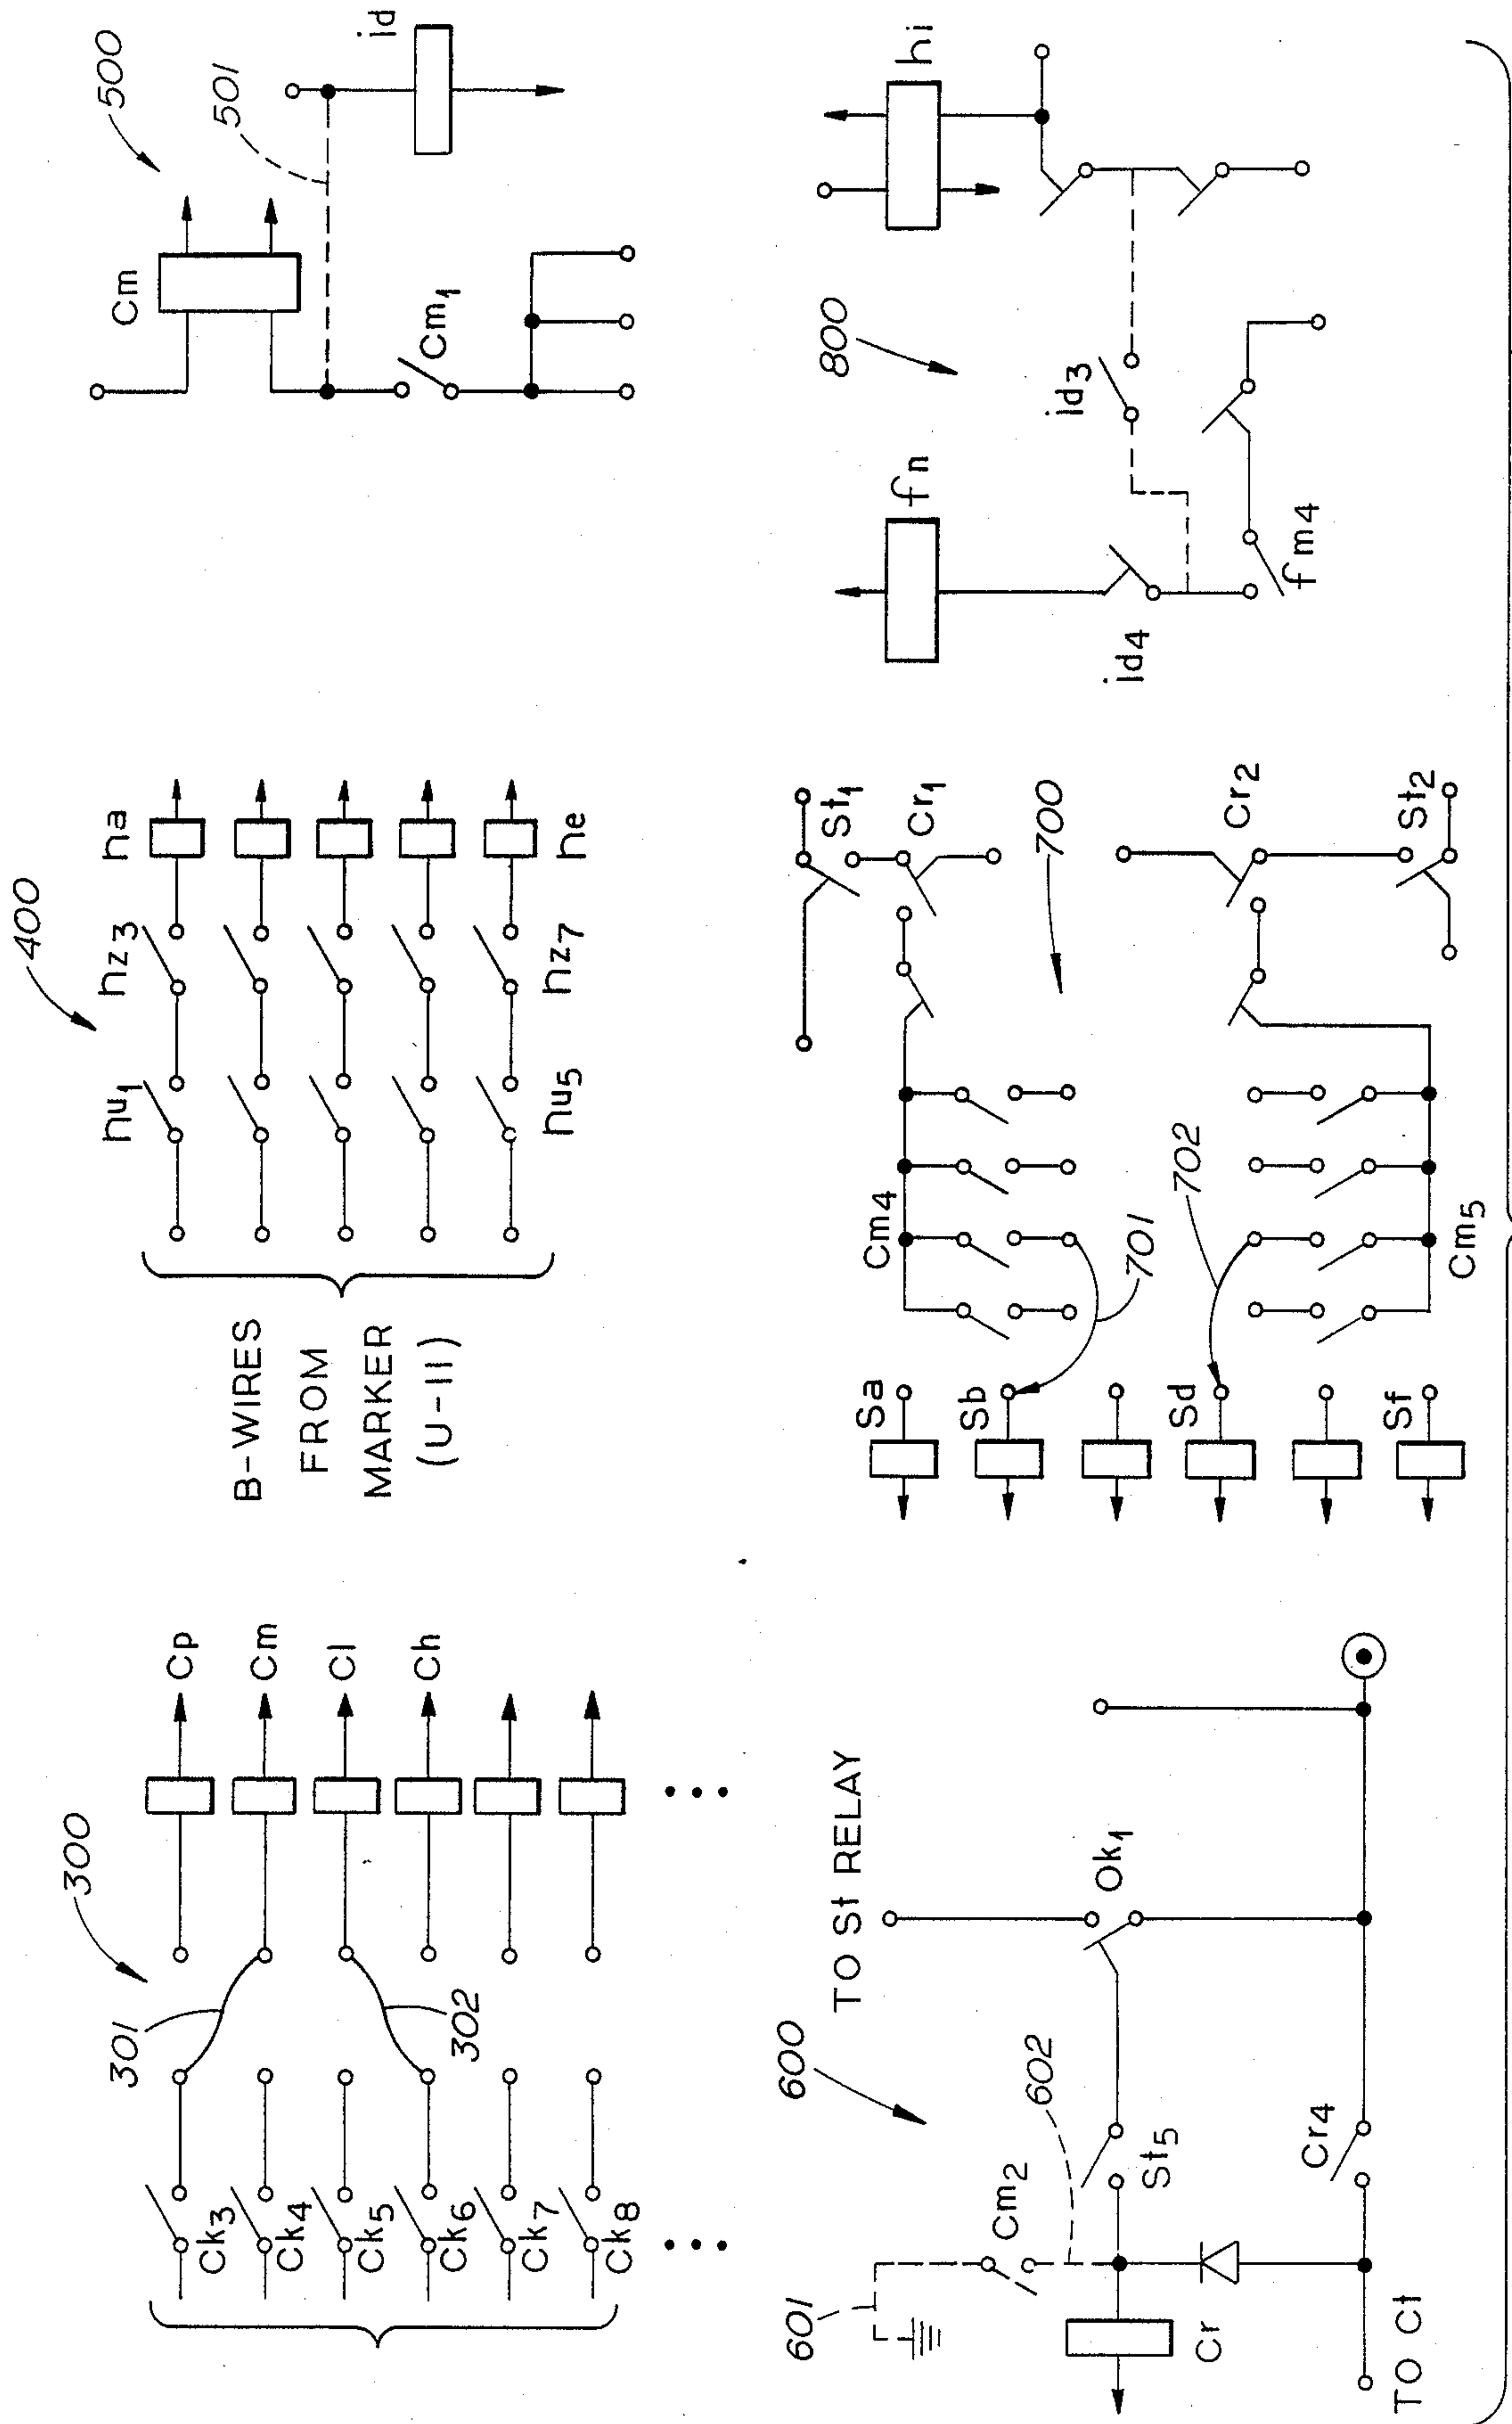 300
301
302
Ck3
Ck4
Ck5
Ck6
Ck7
Ck8
Cp
Cm
Cl
Ch
400
B-WIRES
FROM
MARKER
(U-11)
hu1
hu5
hz3
hz7
ha
he
500
501
Cm
Cm1
id
600
601
602
TO St RELAY
Cm2
St5
Ok1
Cr
Cr4
TO Ct
700
701
702
Sa
Sb
Sd
Sf
Cm4
Cm5
St1
Cr1
Cr2
St2
800
fn
hi
id3
id4
fm4